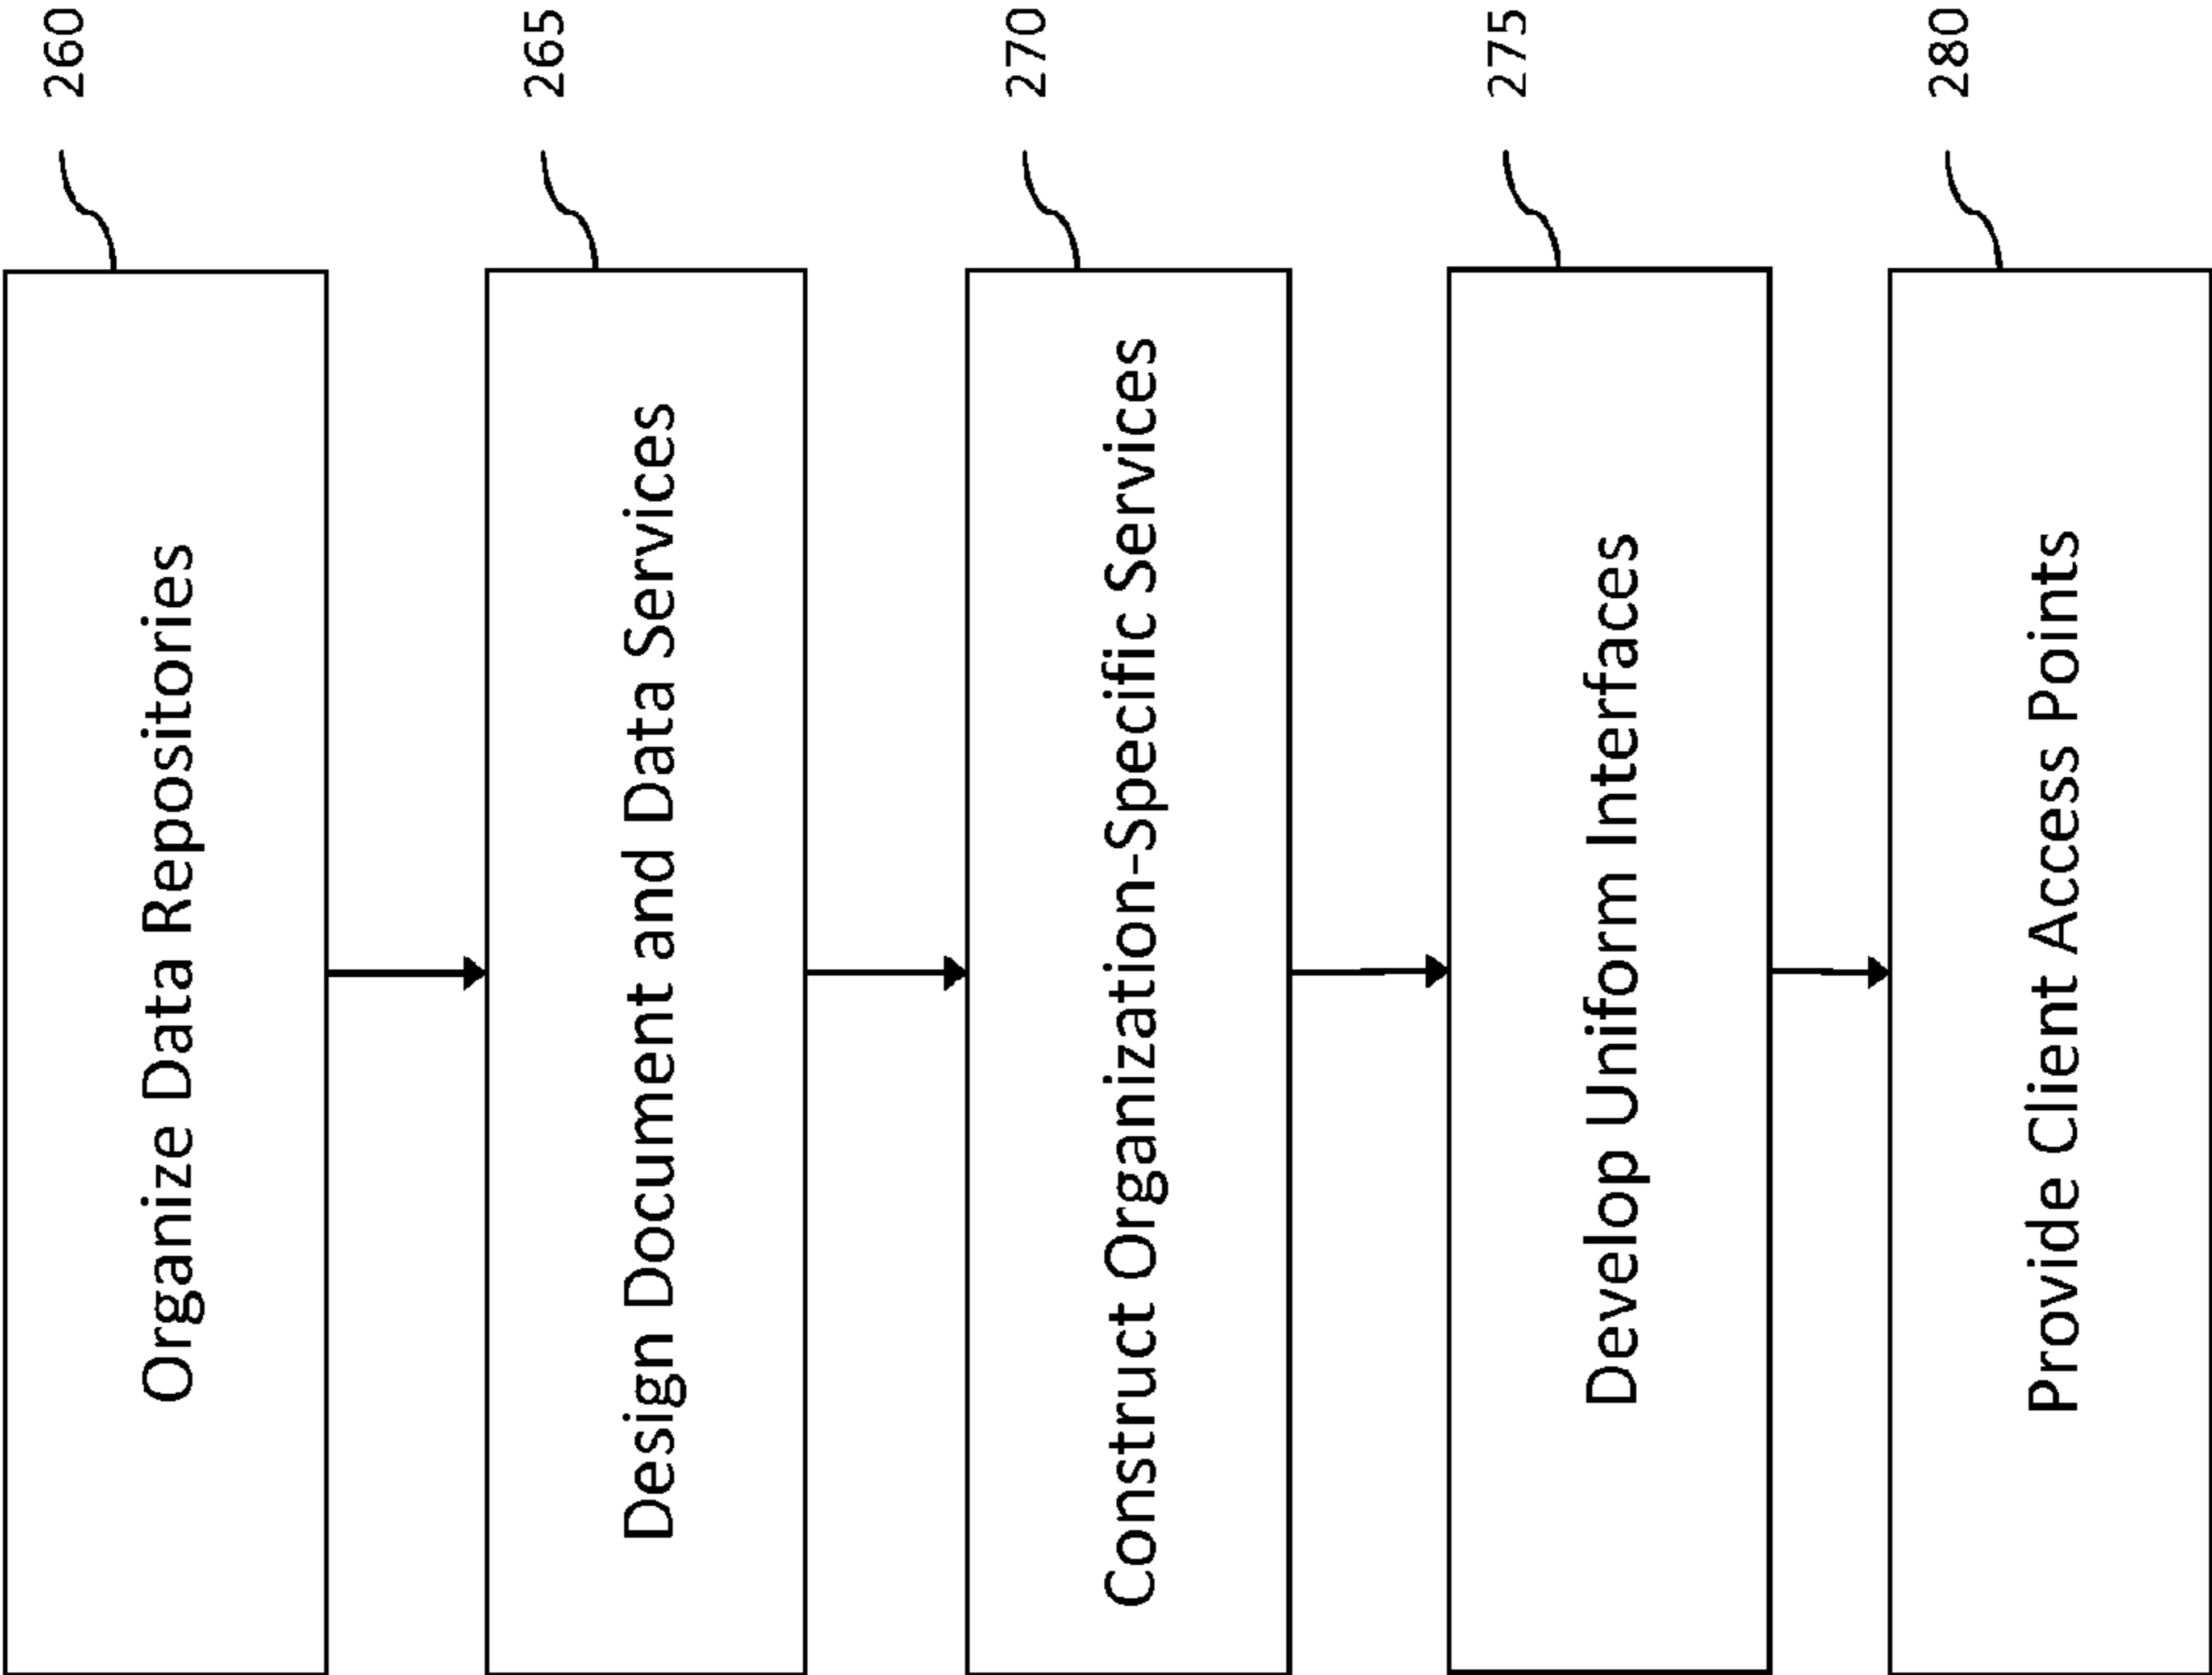 260
Organize Data Repositories
265
Design Document and Data Services
270
Construct Organization-Specific Services
275
Develop Uniform Interfaces
280
Provide Client Access Points